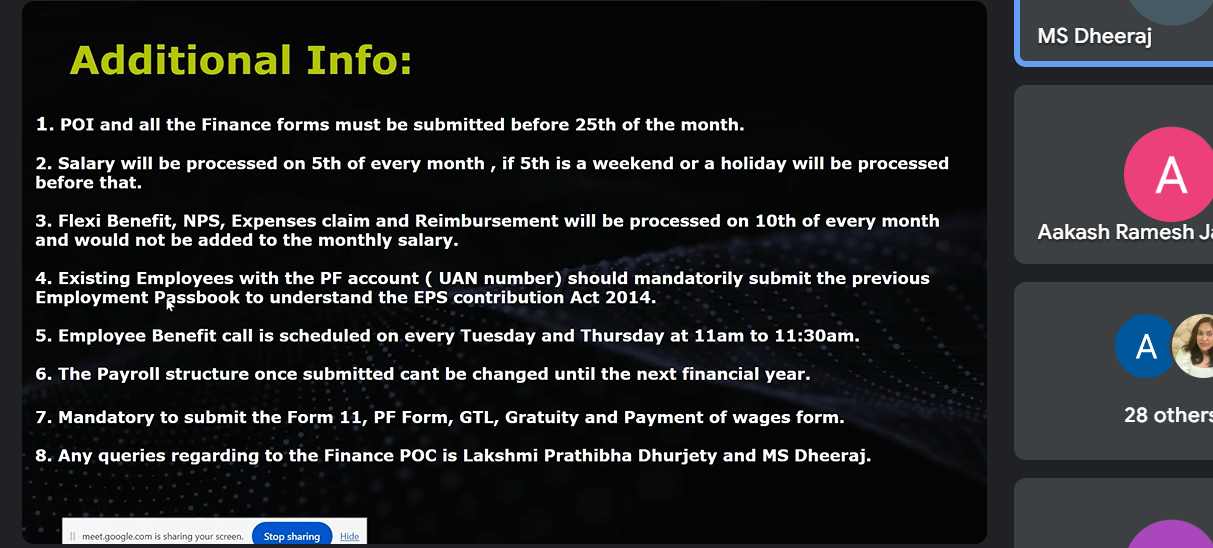 Additional Info:
1. POI and all the Finance forms must be submitted before 25th of the month.
2. Salary will be processed on 5th of every month , if 5th is a weekend or a holiday will be processed
before that.
3. Flexi Benefit, NPS, Expenses claim and Reimbursement will be processed on 10th of every month
and would not be added to the monthly salary.
4. Existing Employees with the PF account ( UAN number) should mandatorily submit the previous
Employment Passbook to understand the EPS contribution Act 2014.
5. Employee Benefit call is scheduled on every Tuesday and Thursday at 11am to 11:30am.
6. The Payroll structure once submitted cant be changed until the next financial year.
7. Mandatory to submit the Form 11, PF Form, GTL, Gratuity and Payment of wages form.
8. Any queries regarding to the Finance POC is Lakshmi Prathibha Dhurjety and MS Dheeraj.
meet.google.com is sharing your screen. Stop sharing Hide
MS Dheeraj
A
Aakash Ramesh
A
28 others